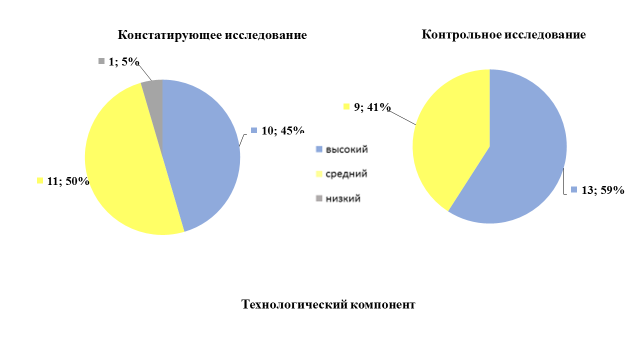 Констатирующее исследование
1; 5%
10; 45%
11; 50%
высокий
средний
низкий
Контрольное исследование
9; 41%
13; 59%
Технологический компонент